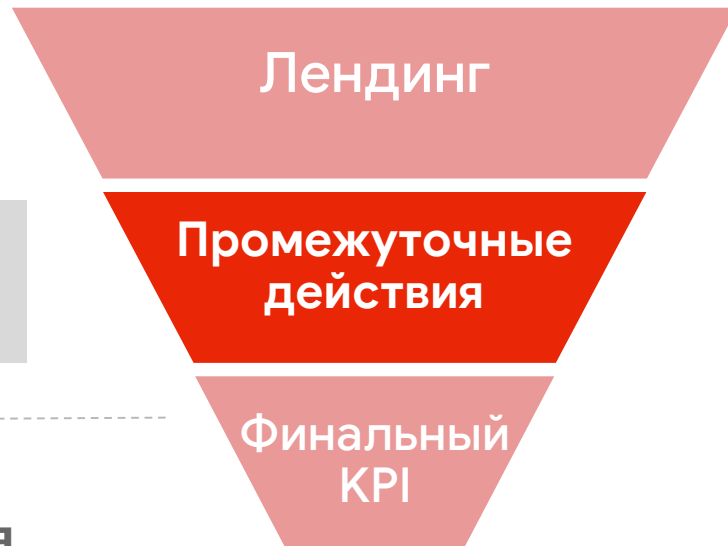 Лендинг
Промежуточные
действия
Финальный
KPI
я